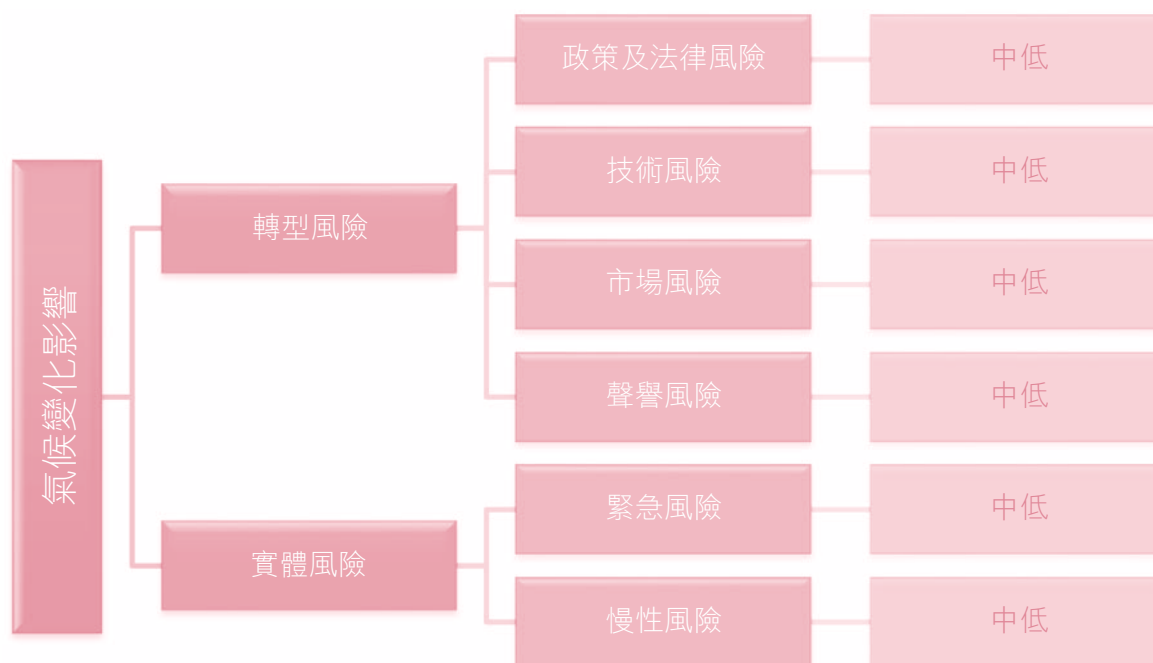 氣候變化影響
轉型風險
政策及法律風險
中低
技術風險
中低
市場風險
中低
聲譽風險
中低
實體風險
緊急風險
中低
慢性風險
中低